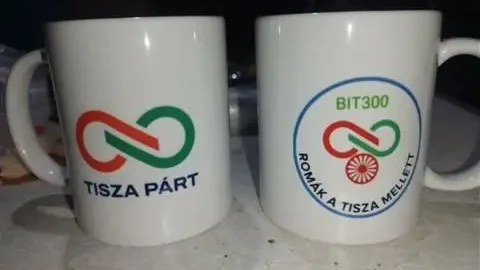 TISZA PÁRT
BIT300
ROMÁK A TISZA MELLETT